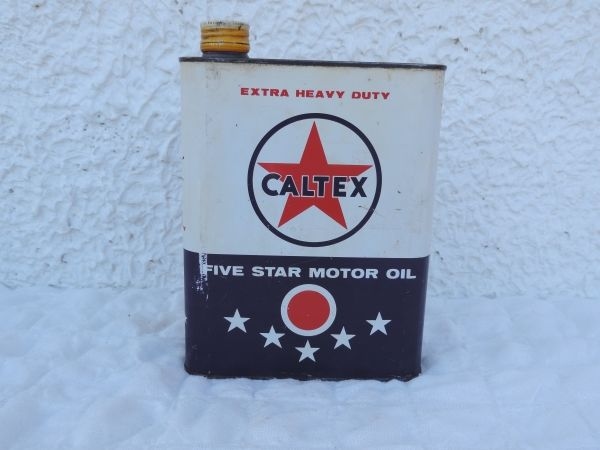 EXTRA HEAVY DUTY
CALTEX
FIVE STAR MOTOR OIL